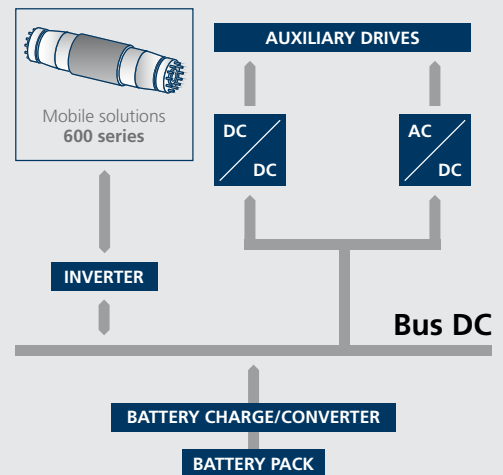 AUXILIARY DRIVES
Mobile solutions
600 series
DC
DC
AC
DC
INVERTER
Bus DC
BATTERY CHARGE/CONVERTER
BATTERY PACK